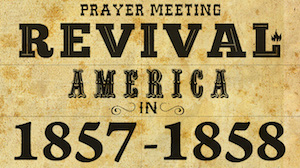 PRAYER MEETING
REVIVAL
AMERICA
IN
1857-1858